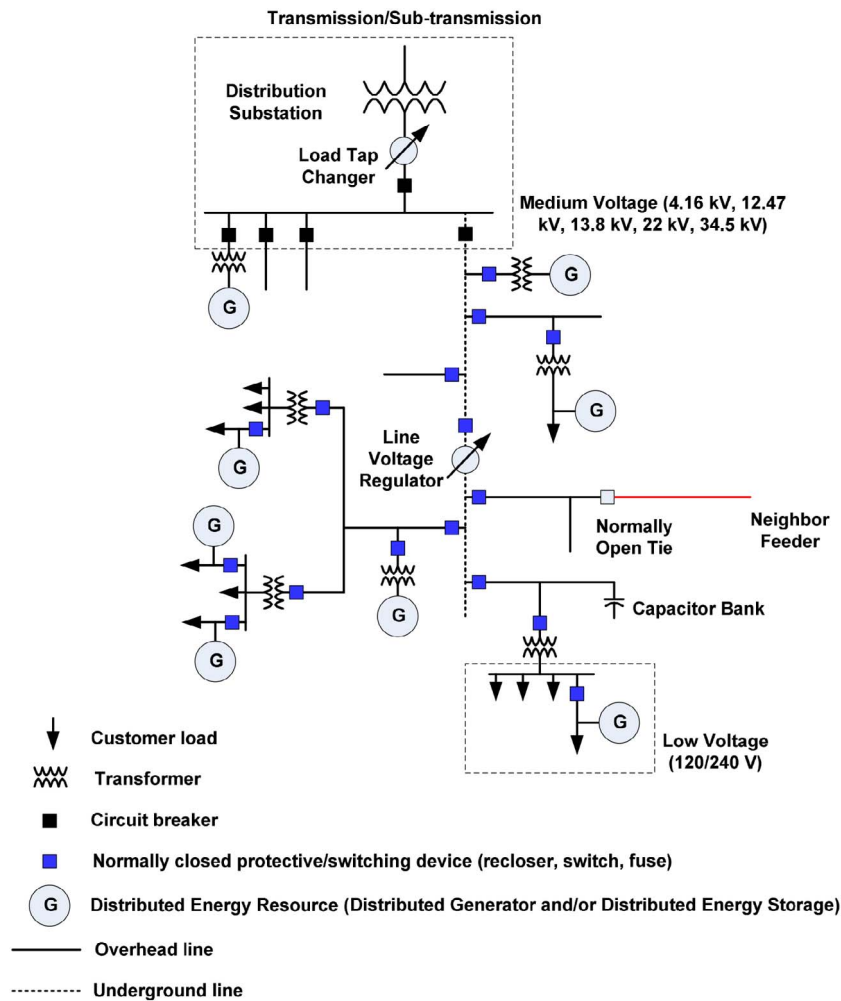 Transmission/Sub-transmission
Distribution
Substation
Load Tap
Changer
Medium Voltage (4.16 kV, 12.47
kV, 13.8 kV, 22 kV, 34.5 kV)
G
G
G
G
Line
Voltage
Regulator
G
Normally
Open Tie
Neighbor
Feeder
G
G
Capacitor Bank
G
G
Low Voltage
(120/240 V)
Customer load
Transformer
Circuit breaker
Normally closed protective/switching device (recloser, switch, fuse)
G
Distributed Energy Resource (Distributed Generator and/or Distributed Energy Storage)
Overhead line
Underground line